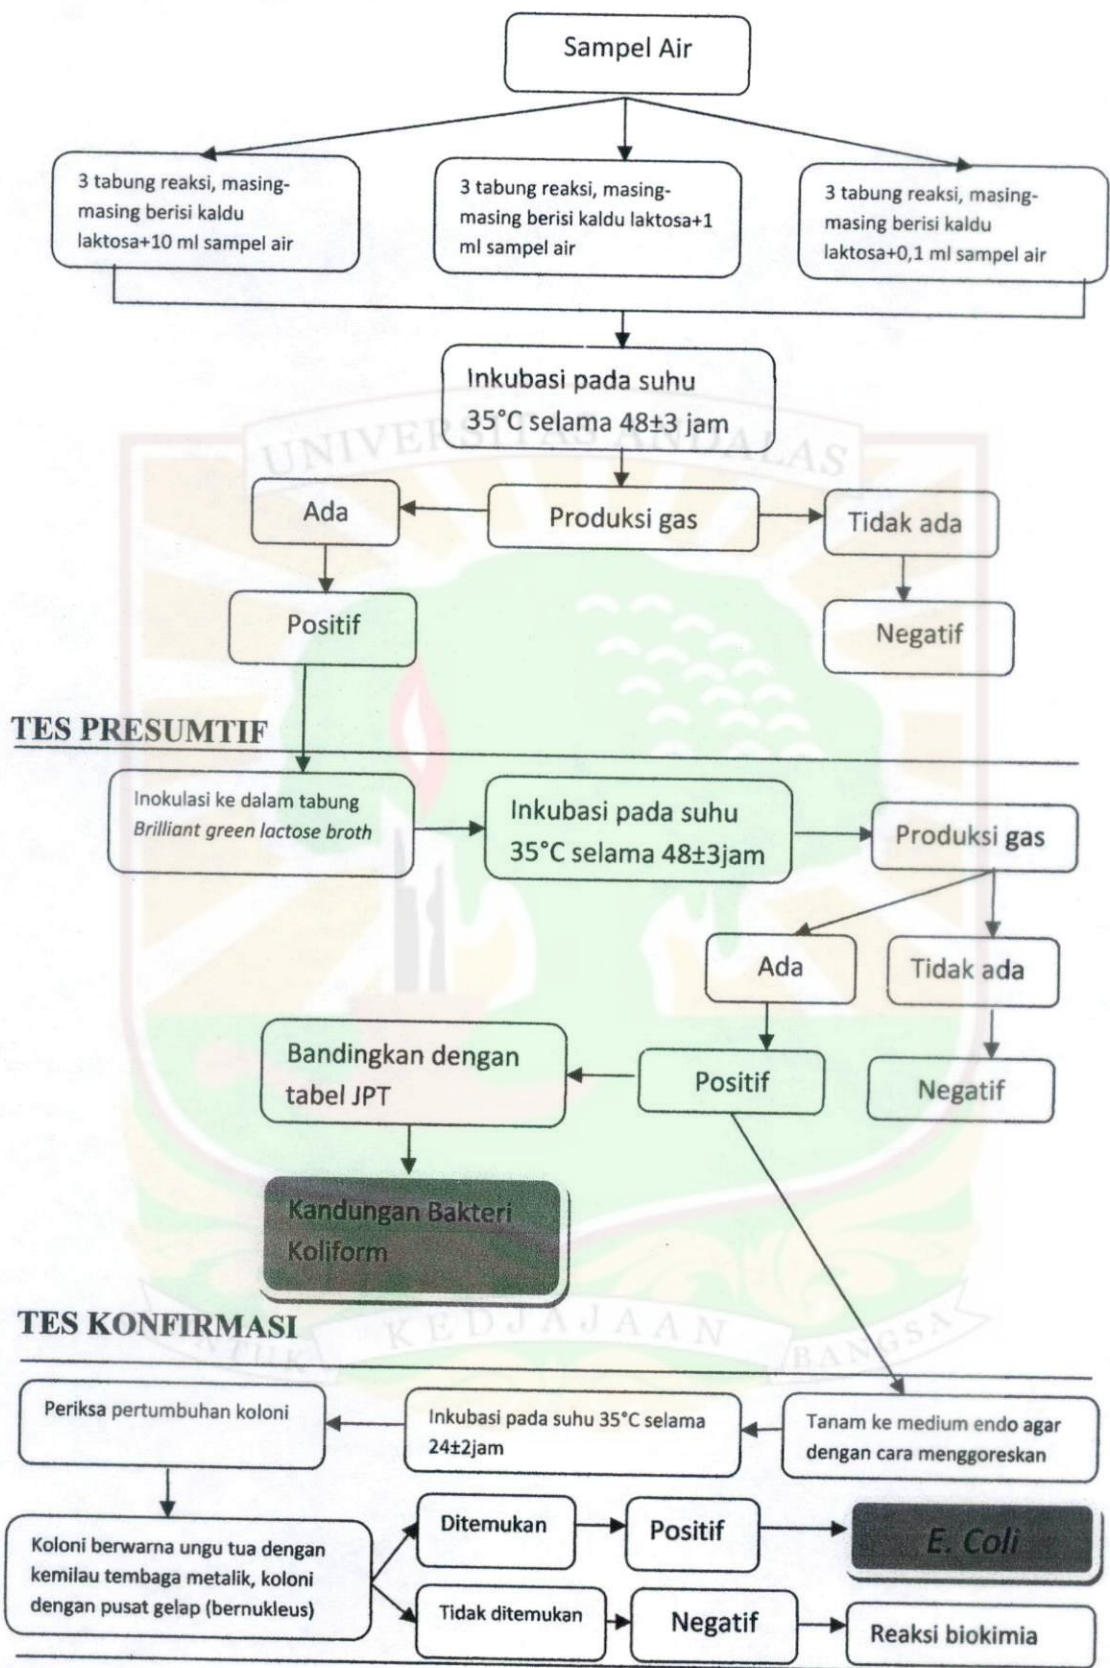 Sampel Air
3 tabung reaksi, masing-
masing berisi kaldu
laktosa+10 ml sampel air
3 tabung reaksi, masing-
masing berisi kaldu laktosa+1
ml sampel air
3 tabung reaksi, masing-
masing berisi kaldu
laktosa+0,1 ml sampel air
Inkubasi pada suhu
35°C selama 48±3 jam
UNIVERSITAS ANDALAS
Ada
Produksi gas
Tidak ada
Positif
Negatif
TES PRESUMTIF
Inokulasi ke dalam tabung
Brilliant green lactose broth
Inkubasi pada suhu
35°C selama 48±3jam
Produksi gas
Ada
Tidak ada
Bandingkan dengan
tabel JPT
Positif
Negatif
Kandungan Bakteri
Koliform
TES KONFIRMASI
UNTUK KEDJAJAAN BANGSA
Periksa pertumbuhan koloni
Inkubasi pada suhu 35°C selama
24±2jam
Tanam ke medium endo agar
dengan cara menggoreskan
Koloni berwarna ungu tua dengan
kemilau tembaga metalik, koloni
dengan pusat gelap (bernukleus)
Ditemukan
Positif
E. Coli
Tidak ditemukan
Negatif
Reaksi biokimia